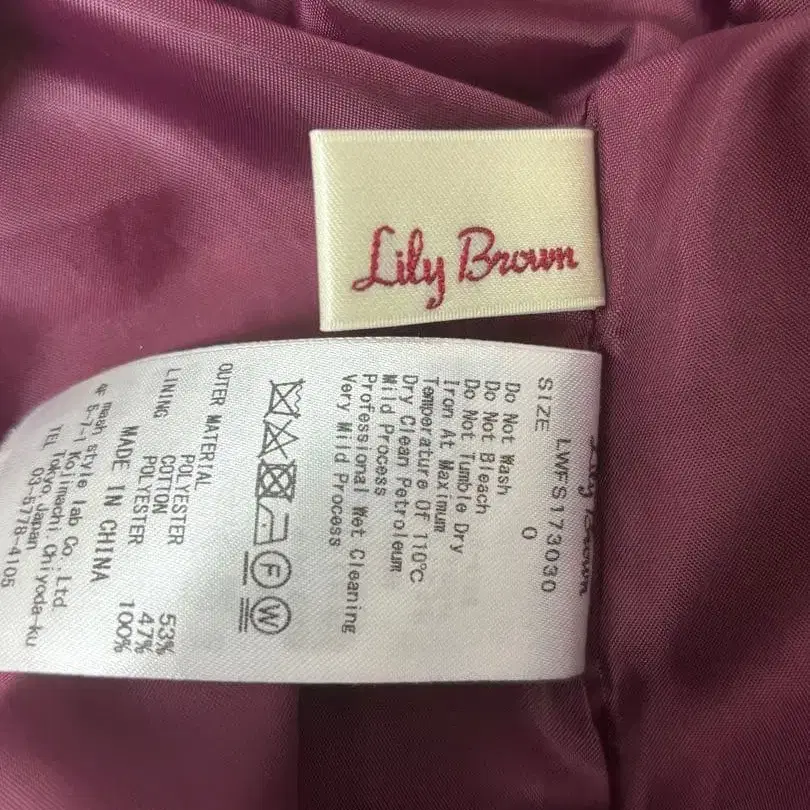 Lily Brown
Lily Brown
LWFS173030
SIZE 0
Do Not Wash
Do Not Bleach
Do Not Tumble Dry
Iron At Maximum
Temperature Of 110℃
Dry Clean Petroleum
Mild Process
Professional Wet Cleaning
Very Mild Process
F W
OUTER MATERIAL
POLYESTER 53%
COTTON 47%
LINING POLYESTER 100%
MADE IN CHINA
mash style lab Co.,Ltd.
5-7-1 Kojimachi, Chiyoda-ku
Tokyo, Japan
TEL 03-5778-4105